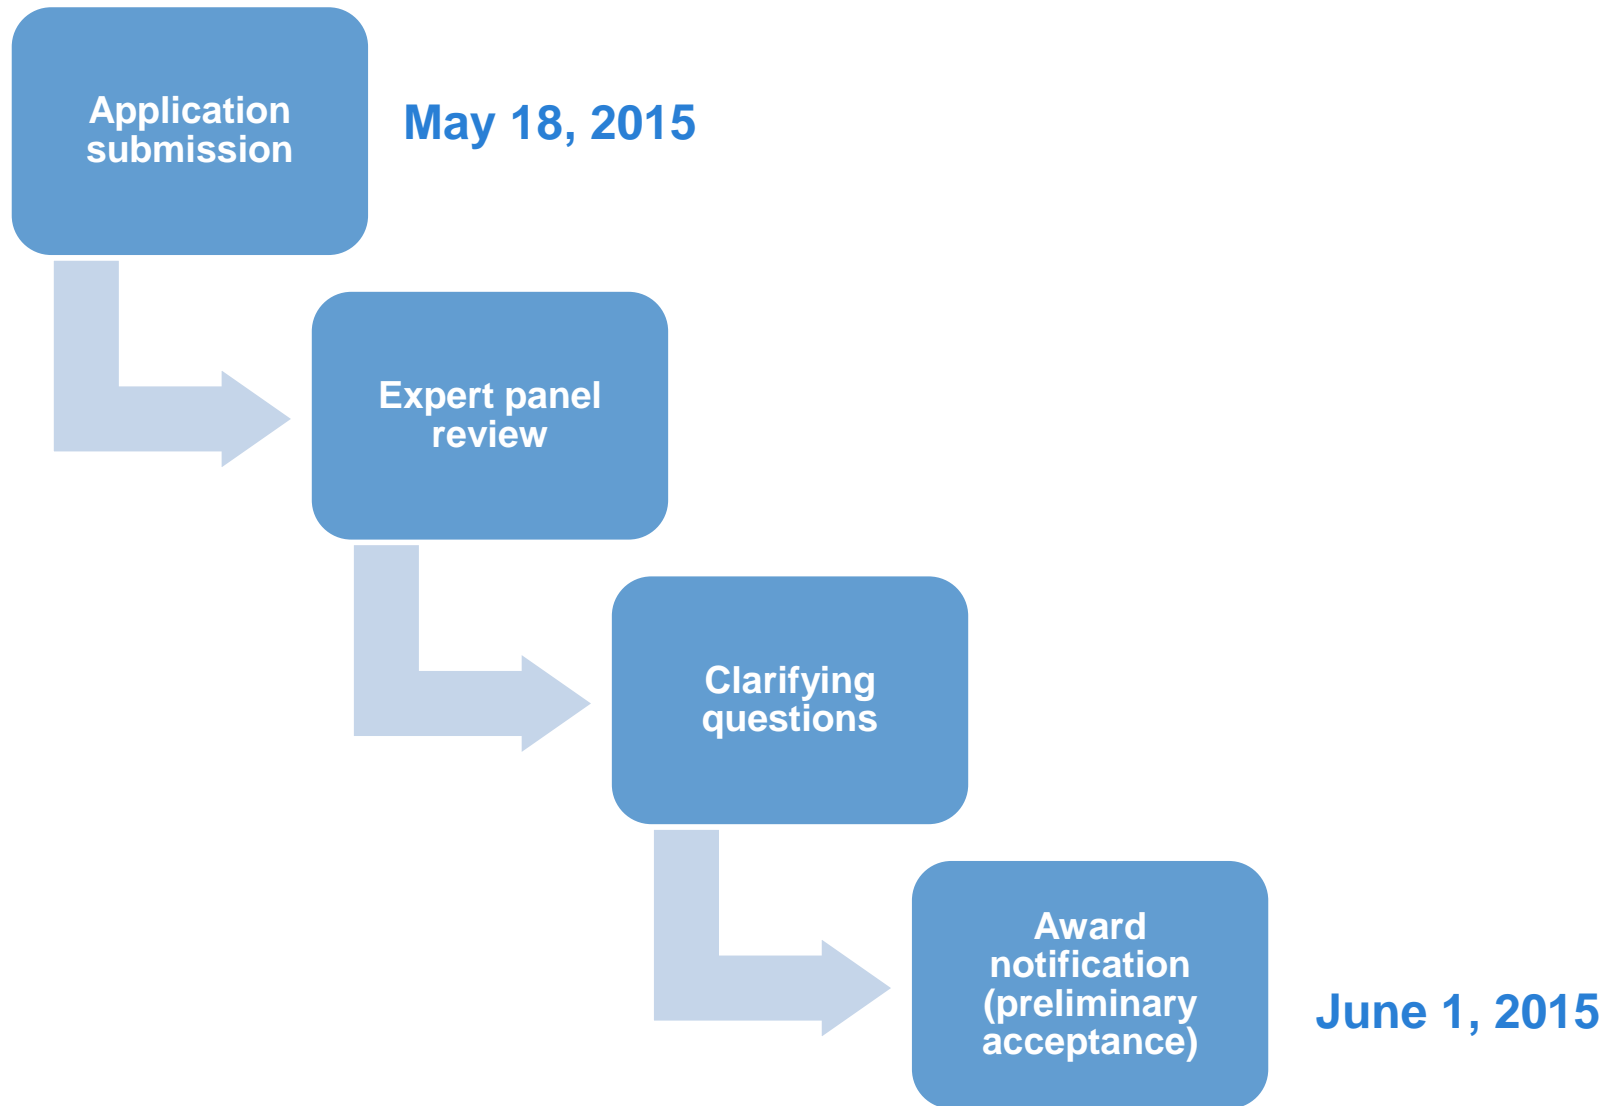 Application
submission
May 18, 2015
Expert panel
review
Clarifying
questions
Award
notification
(preliminary
acceptance)
June 1, 2015